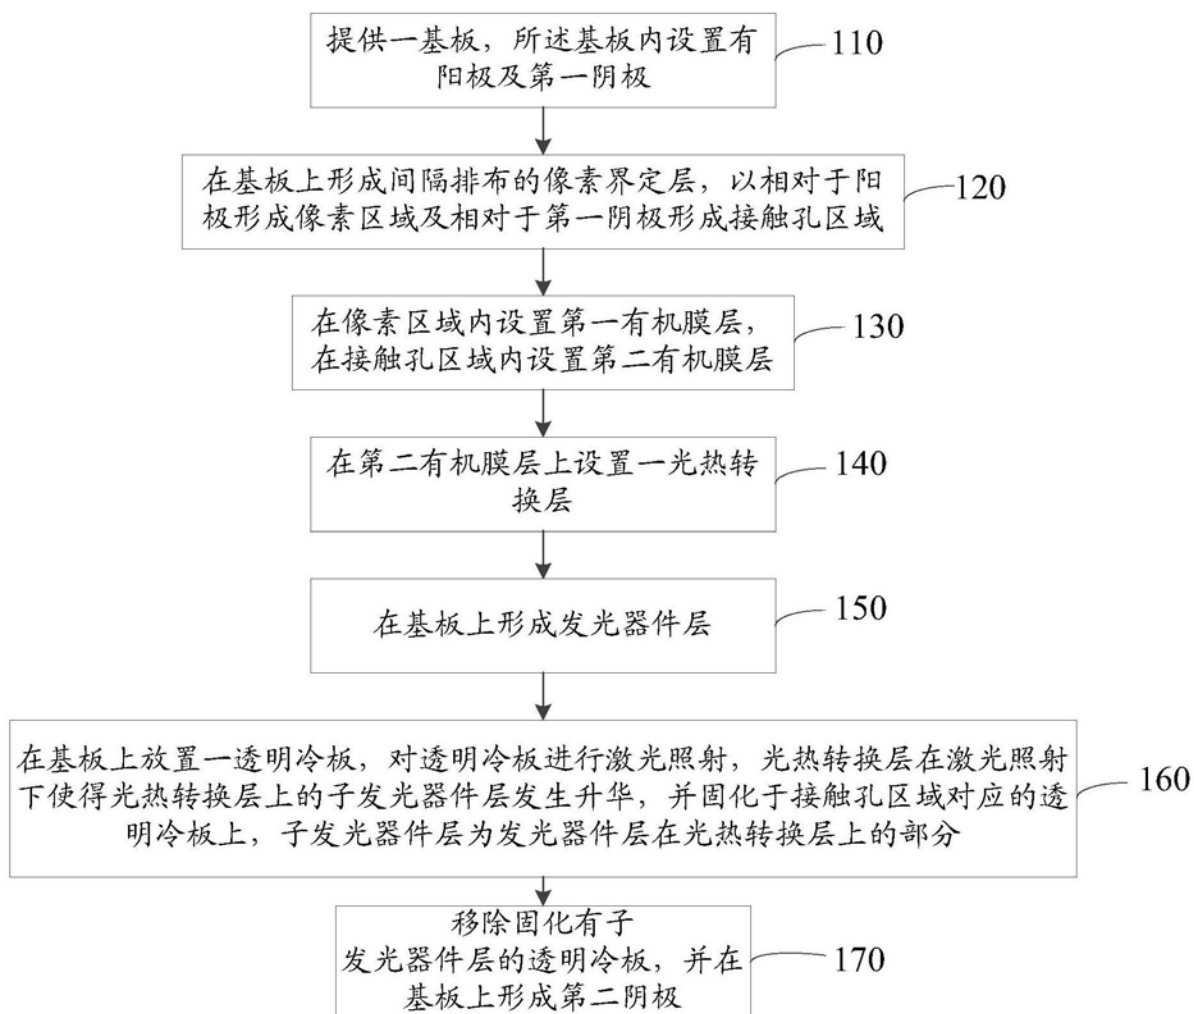 提供一基板，所述基板内设置有
阳极及第一阴极
110
在基板上形成间隔排布的像素界定层，以相对于阳
极形成像素区域及相对于第一阴极形成接触孔区域
120
在像素区域内设置第一有机膜层，
在接触孔区域内设置第二有机膜层
130
在第二有机膜层上设置一光热转
换层
140
在基板上形成发光器件层
150
在基板上放置一透明冷板，对透明冷板进行激光照射，光热转换层在激光照射
下使得光热转换层上的子发光器件层发生升华，并固化于接触孔区域对应的透
明冷板上，子发光器件层为发光器件层在光热转换层上的部分
160
移除固化有子
发光器件层的透明冷板，并在
基板上形成第二阴极
170